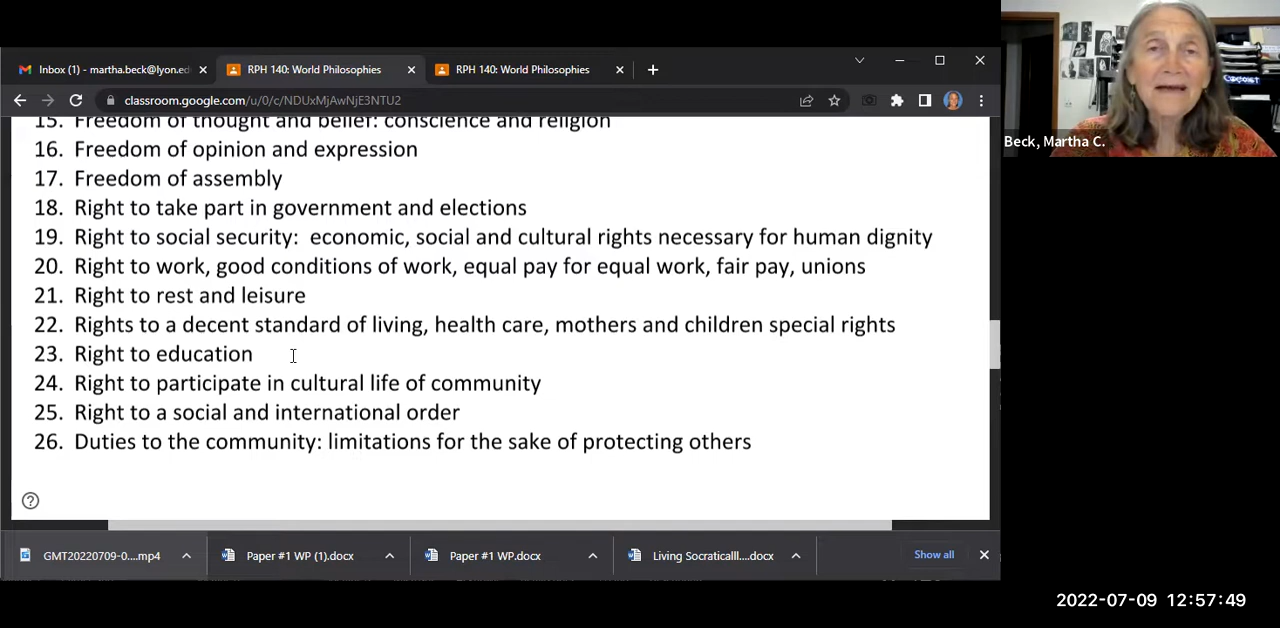 Inbox (1) - martha.beck@lyon.ed
RPH 140: World Philosophies
RPH 140: World Philosophies
classroom.google.com/u/0/c/NDUxMjAwNjE3NTU2
15. Freedom of thought and belief: conscience and religion
16. Freedom of opinion and expression
17. Freedom of assembly
18. Right to take part in government and elections
19. Right to social security: economic, social and cultural rights necessary for human dignity
20. Right to work, good conditions of work, equal pay for equal work, fair pay, unions
21. Right to rest and leisure
22. Rights to a decent standard of living, health care, mothers and children special rights
23. Right to education
24. Right to participate in cultural life of community
25. Right to a social and international order
26. Duties to the community: limitations for the sake of protecting others
GMT20220709-0....mp4
Paper #1 WP (1).docx
Paper #1 WP.docx
Living Socraticalll....docx
Show all
Beck, Martha C.
2022-07-09 12:57:49